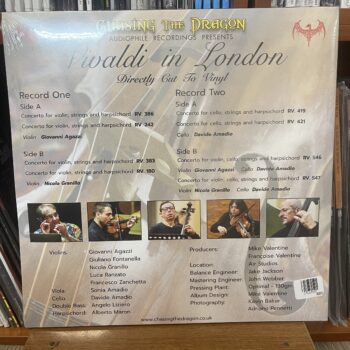 CHASING THE DRAGON
AUDIOPHILE RECORDINGS PRESENTS
Vivaldi in London
Directly Cut To Vinyl
Record One
Side A
Concerto for violin, strings and harpsichord RV. 386
Concerto for violin, strings and harpsichord RV. 243
Violin: Giovanni Agazzi
Side B
Concerto for violin, strings and harpsichord RV. 383
Concerto for violin, strings and harpsichord RV. 180
Violin: Nicola Granillo
Record Two
Side A
Concerto for cello, strings and harpsichord RV. 419
Concerto for cello, strings and harpsichord RV. 421
Cello: Davide Amadio
Side B
Concerto for violin, cello, strings and harpsichord RV. 546
Violin: Giovanni Agazzi Cello: Davide Amadio
Concerto for violin, cello, strings and harpsichord RV. 547
Violin: Nicola Granillo Cello: Davide Amadio
Violins: Giovanni Agazzi
Giuliano Fontanella
Nicola Granillo
Luca Ranzato
Francesco Zanchetta
Viola: Sonia Amadio
Cello: Davide Amadio
Double Bass: Angelo Liziero
Harpsichord: Alberto Maron
Producers: Mike Valentine
Françoise Valentine
Location: Air Studios
Balance Engineer: Jake Jackson
Mastering Engineer: John Webber
Pressing Plant: Optimal - 180gm
Album Design: Mike Valentine
Photography: Kevin Baker
Adriano Pendetti
www.chasingthedragon.co.uk